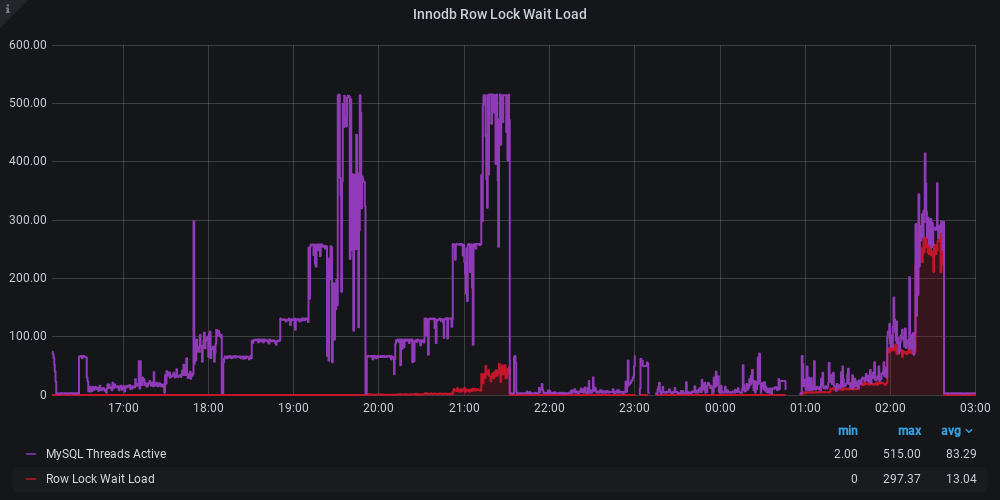 i
Innodb Row Lock Wait Load
600.00
500.00
400.00
300.00
200.00
100.00
0
17:00 18:00 19:00 20:00 21:00 22:00 23:00 00:00 01:00 02:00 03:00
min max avg
MySQL Threads Active 2.00 515.00 83.29
Row Lock Wait Load 0 297.37 13.04